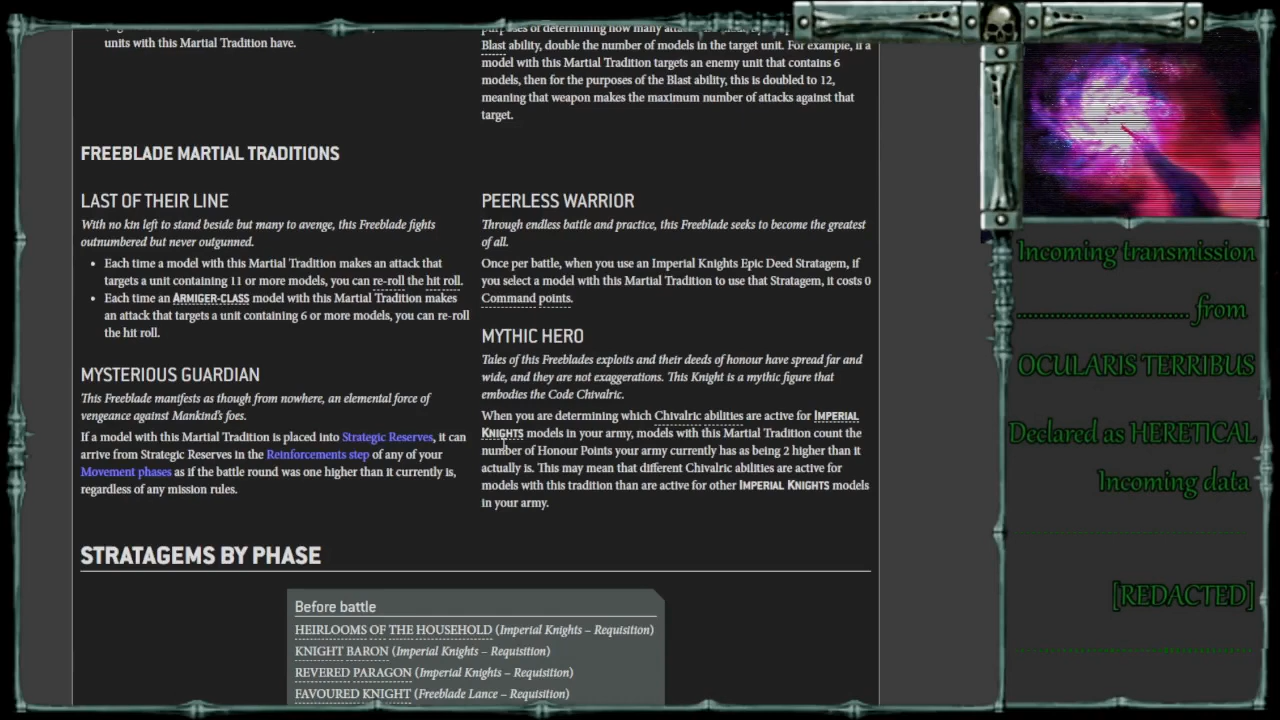 units with this Martial Tradition have.
Blast ability, double the number of models in the target unit. For example, if a
model with this Martial Tradition targets an enemy unit that contains 6
models, then for the purposes of the Blast ability, this is doubled to 12,
meaning that weapon makes the maximum number of attacks against that
target.
FREEBLADE MARTIAL TRADITIONS
LAST OF THEIR LINE
With no kin left to stand beside but many to avenge, this Freeblade fights
outnumbered but never outgunned.
• Each time a model with this Martial Tradition makes an attack that
targets a unit containing 11 or more models, you can re-roll the hit roll.
• Each time an ARMIGER-CLASS model with this Martial Tradition makes
an attack that targets a unit containing 6 or more models, you can re-roll
the hit roll.
MYSTERIOUS GUARDIAN
This Freeblade manifests as though from nowhere, an elemental force of
vengeance against Mankind's foes.
If a model with this Martial Tradition is placed into Strategic Reserves, it can
arrive from Strategic Reserves in the Reinforcements step of any of your
Movement phases as if the battle round was one higher than it currently is,
regardless of any mission rules.
PEERLESS WARRIOR
Through endless battle and practice, this Freeblade seeks to become the greatest
of all.
Once per battle, when you use an Imperial Knights Epic Deed Stratagem, if
you select a model with this Martial Tradition to use that Stratagem, it costs 0
Command points.
MYTHIC HERO
Tales of this Freeblades exploits and their deeds of honour have spread far and
wide, and they are not exaggerations. This Knight is a mythic figure that
embodies the Code Chivalric.
When you are determining which Chivalric abilities are active for IMPERIAL
KNIGHTS models in your army, models with this Martial Tradition count the
number of Honour Points your army currently has as being 2 higher than it
actually is. This may mean that different Chivalric abilities are active for
models with this tradition than are active for other IMPERIAL KNIGHTS models
in your army.
STRATAGEMS BY PHASE
Before battle
HEIRLOOMS OF THE HOUSEHOLD (Imperial Knights – Requisition)
KNIGHT BARON (Imperial Knights – Requisition)
REVERED PARAGON (Imperial Knights – Requisition)
FAVOURED KNIGHT (Freeblade Lance – Requisition)
Incoming transmission
.............................. from
OCULARIS TERRIBUS
Declared as HERETICAL
Incoming data
[REDACTED]